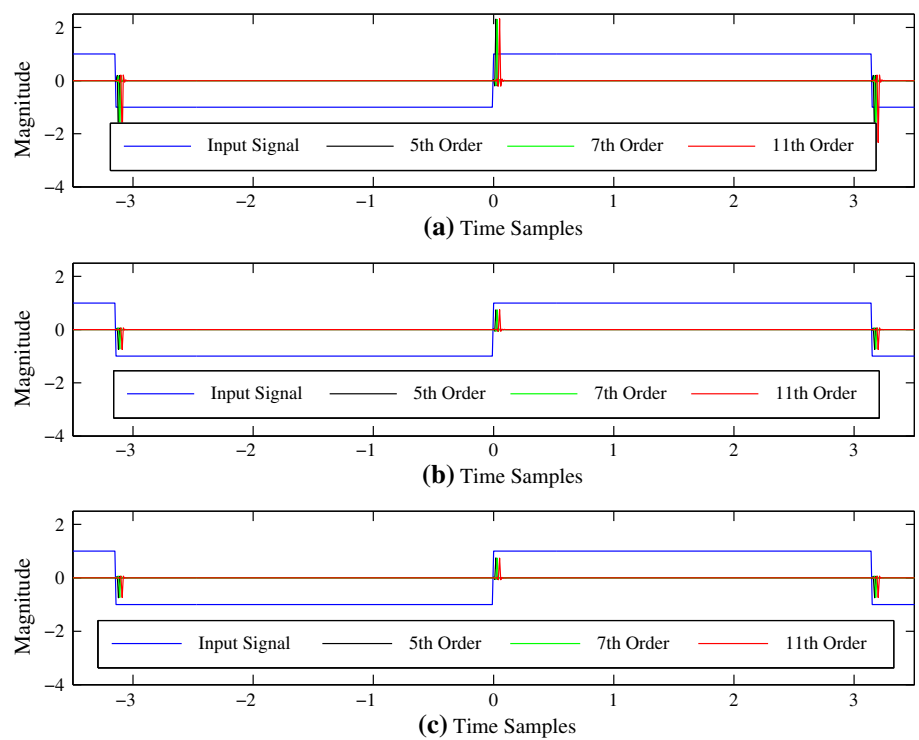 2
0
−2
−4
Magnitude
Input Signal 5th Order 7th Order 11th Order
−3 −2 −1 0 1 2 3
(a) Time Samples
2
0
−2
−4
Magnitude
Input Signal 5th Order 7th Order 11th Order
−3 −2 −1 0 1 2 3
(b) Time Samples
2
0
−2
−4
Magnitude
Input Signal 5th Order 7th Order 11th Order
−3 −2 −1 0 1 2 3
(c) Time Samples